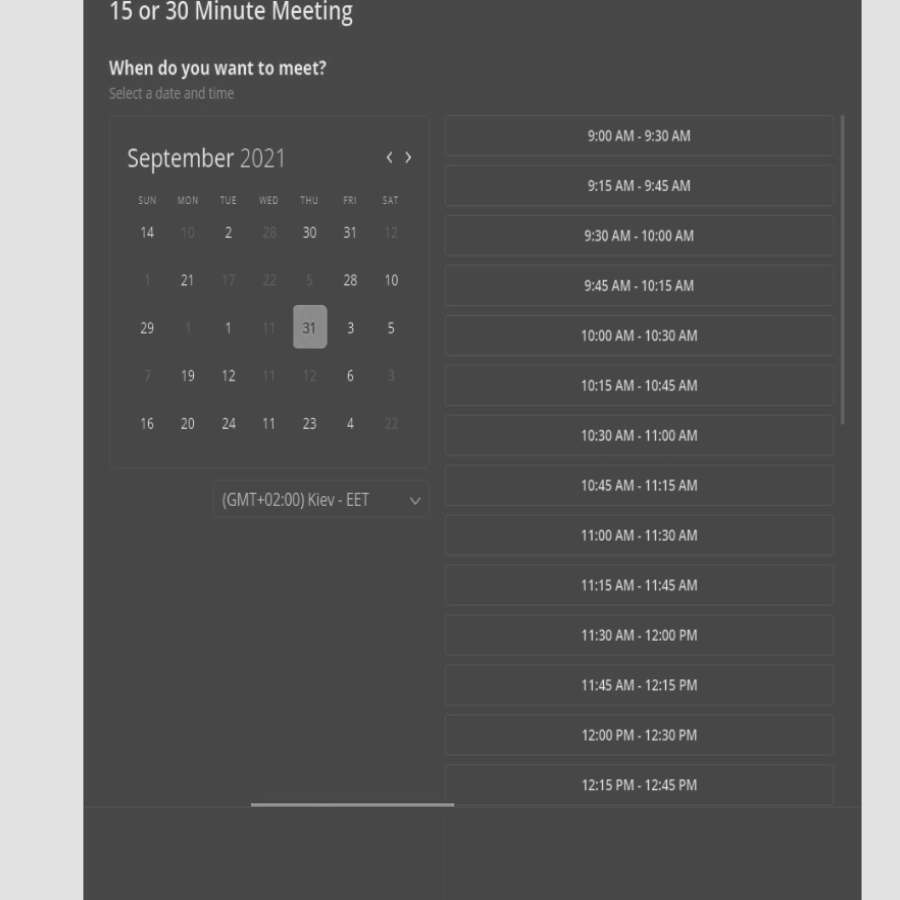 15 or 30 Minute Meeting
When do you want to meet?
Select a date and time
September 2021
SUN MON TUE WED THU FRI SAT
14 10 2 28 30 31 12
1 21 17 22 5 28 10
29 1 1 11 31 3 5
7 19 12 11 12 6 3
16 20 24 11 23 4 22
(GMT+02:00) Kiev - EET
9:00 AM - 9:30 AM
9:15 AM - 9:45 AM
9:30 AM - 10:00 AM
9:45 AM - 10:15 AM
10:00 AM - 10:30 AM
10:15 AM - 10:45 AM
10:30 AM - 11:00 AM
10:45 AM - 11:15 AM
11:00 AM - 11:30 AM
11:15 AM - 11:45 AM
11:30 AM - 12:00 PM
11:45 AM - 12:15 PM
12:00 PM - 12:30 PM
12:15 PM - 12:45 PM